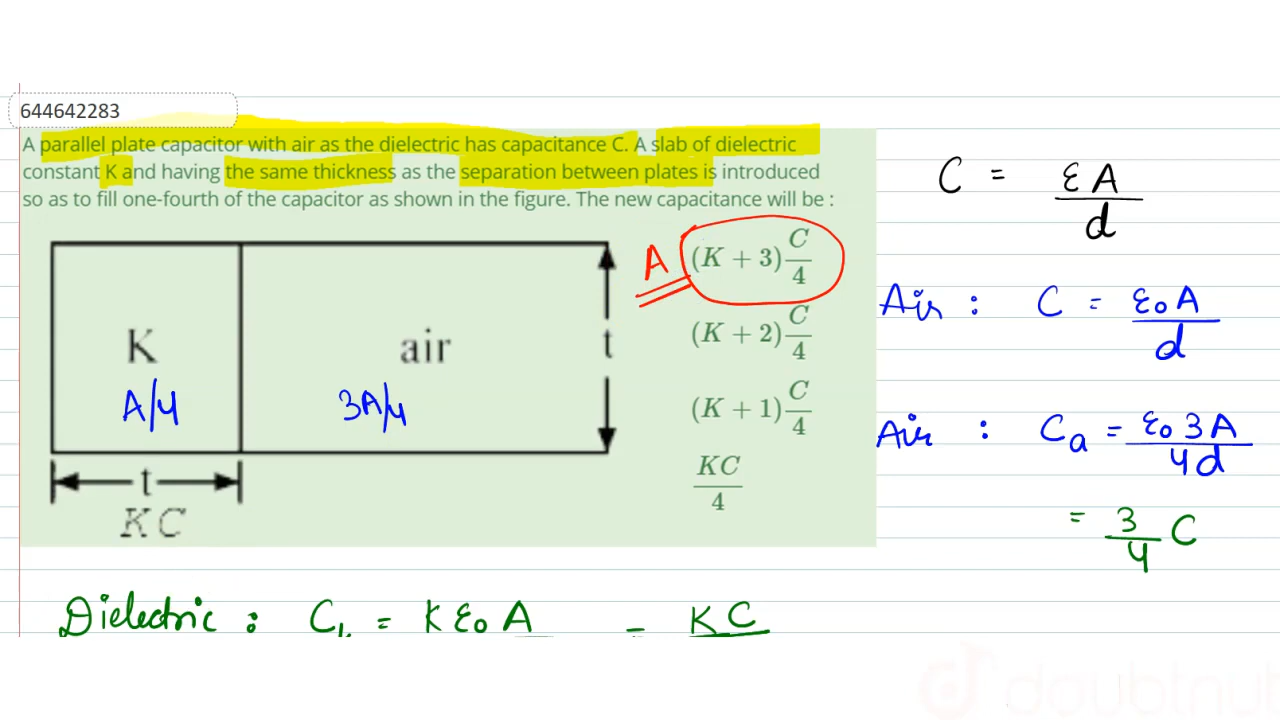 644642283
A parallel plate capacitor with air as the dielectric has capacitance C. A slab of dielectric
constant K and having the same thickness as the separation between plates is introduced
so as to fill one-fourth of the capacitor as shown in the figure. The new capacitance will be :
A (K + 3) C/4
(K + 2) C/4
(K + 1) C/4
KC/4
K
air
t
A/4
3A/4
t
KC
C = εA/d
Air : C = ε₀A/d
Air : Cₐ = ε₀3A/4d
= 3/4 C
Dielectric : Cₖ = Kε₀A = KC
doubtnut